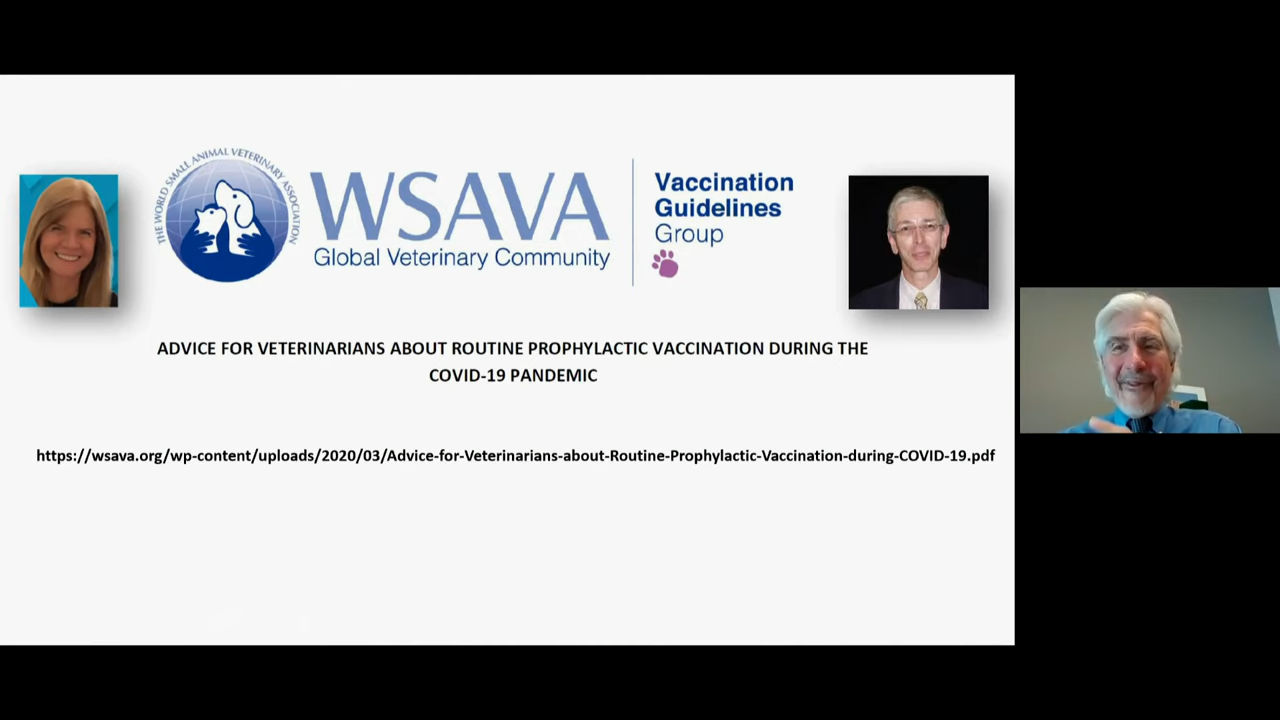 THE WORLD SMALL ANIMAL VETERINARY ASSOCIATION
WSAVA
Global Veterinary Community
Vaccination
Guidelines
Group
ADVICE FOR VETERINARIANS ABOUT ROUTINE PROPHYLACTIC VACCINATION DURING THE
COVID-19 PANDEMIC
https://wsava.org/wp-content/uploads/2020/03/Advice-for-Veterinarians-about-Routine-Prophylactic-Vaccination-during-COVID-19.pdf